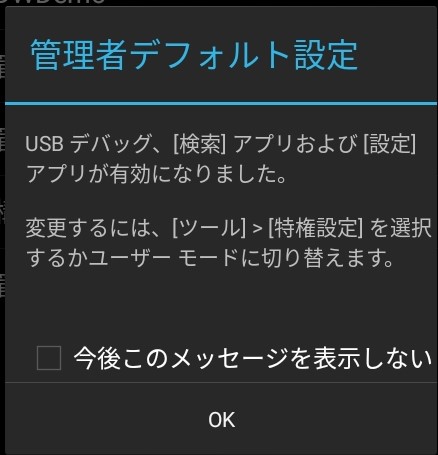 管理者デフォルト設定
USB デバッグ、[検索] アプリおよび [設定]
アプリが有効になりました。
変更するには、[ツール] > [特権設定] を選択
するかユーザー モードに切り替えます。
今後このメッセージを表示しない
OK